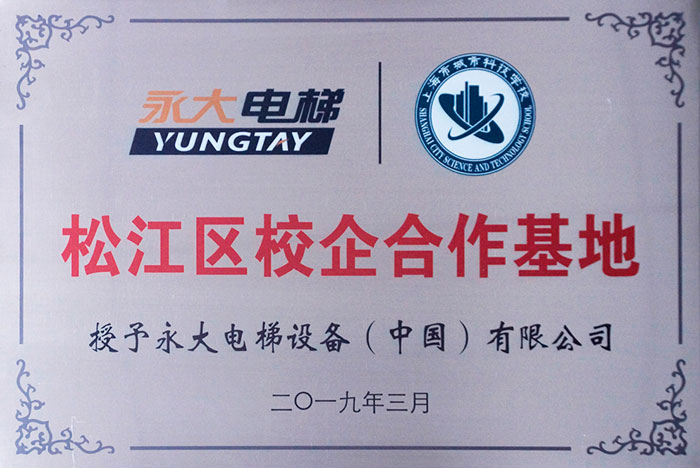 永大电梯
YUNGTAY
上海市城市科技学校
SHANGHAI CITY SCIENCE AND TECHNOLOGY SCHOOL
松江区校企合作基地
授予永大电梯设备(中国)有限公司
二〇一九年三月